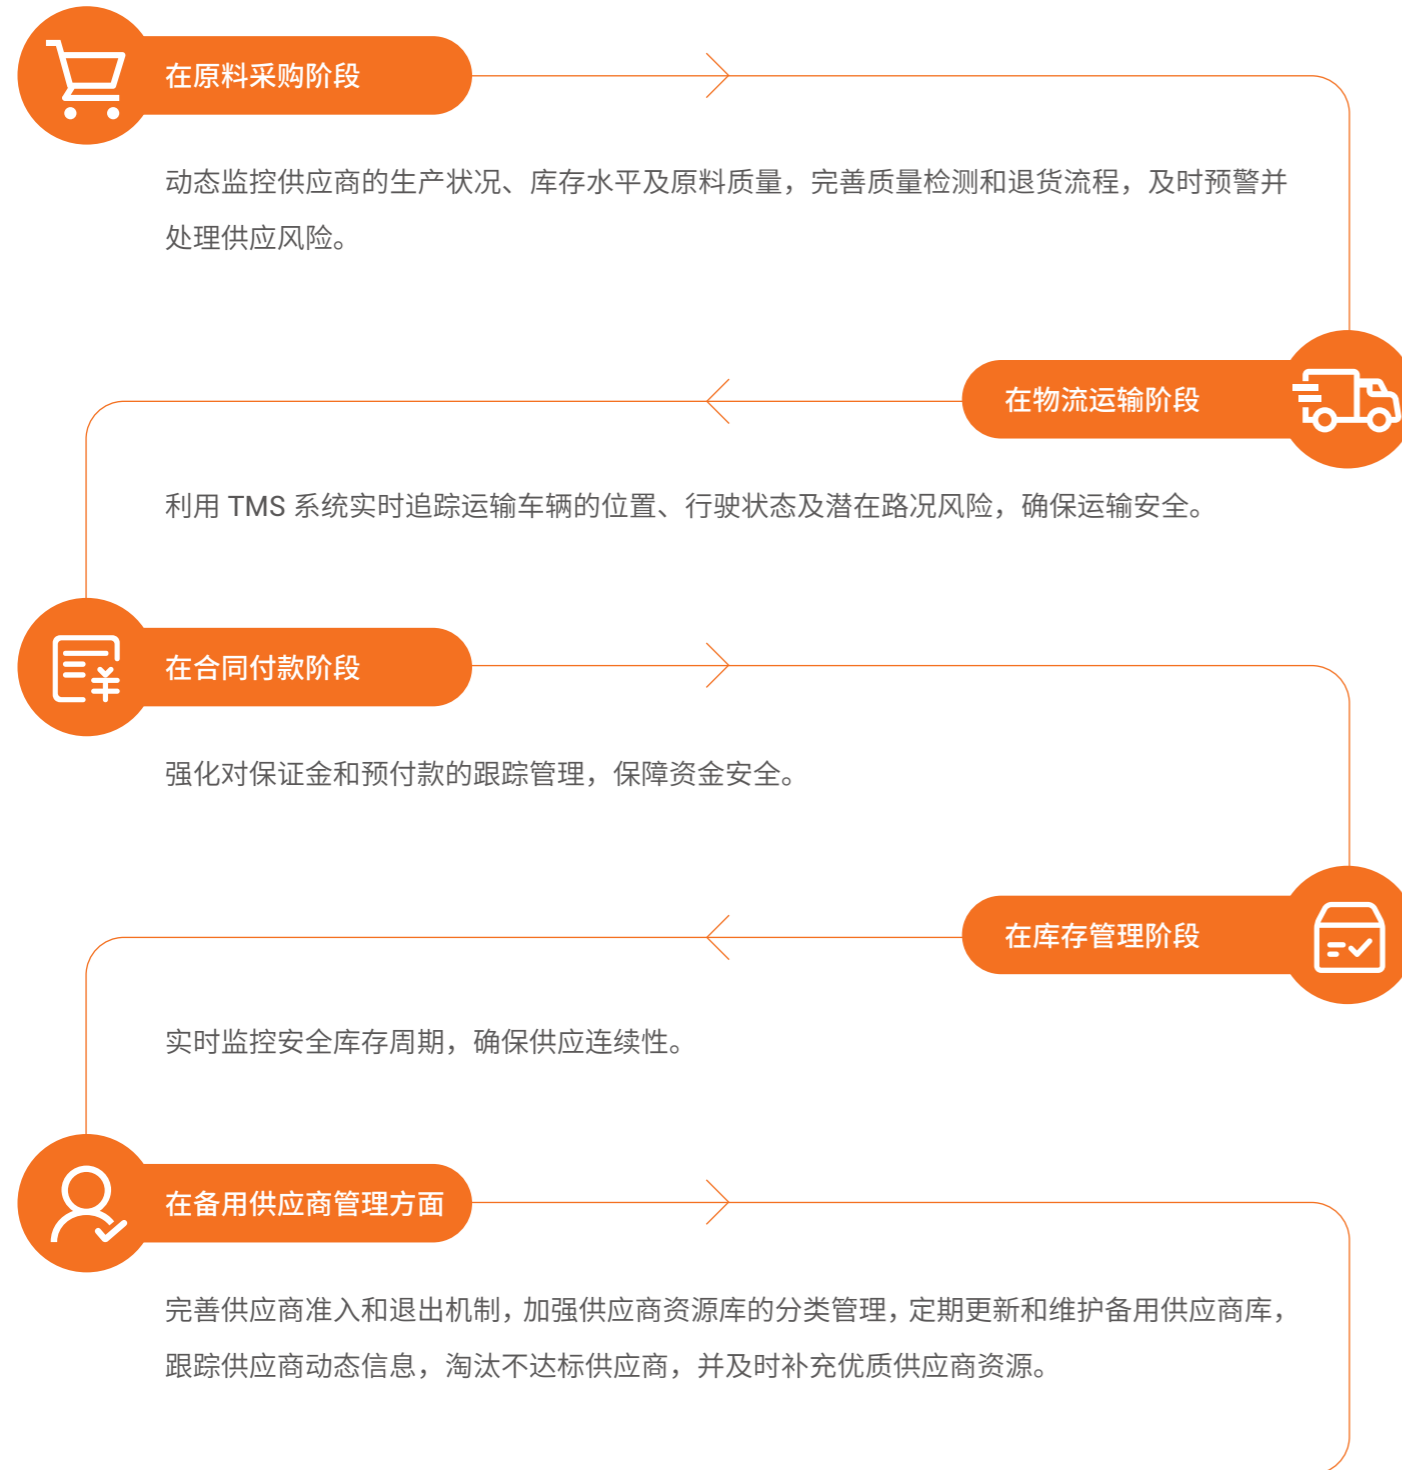 在原料采购阶段
动态监控供应商的生产状况、库存水平及原料质量，完善质量检测和退货流程，及时预警并
处理供应风险。
在物流运输阶段
利用 TMS 系统实时追踪运输车辆的位置、行驶状态及潜在路况风险，确保运输安全。
在合同付款阶段
强化对保证金和预付款的跟踪管理，保障资金安全。
在库存管理阶段
实时监控安全库存周期，确保供应连续性。
在备用供应商管理方面
完善供应商准入和退出机制，加强供应商资源库的分类管理，定期更新和维护备用供应商库，
跟踪供应商动态信息，淘汰不达标供应商，并及时补充优质供应商资源。